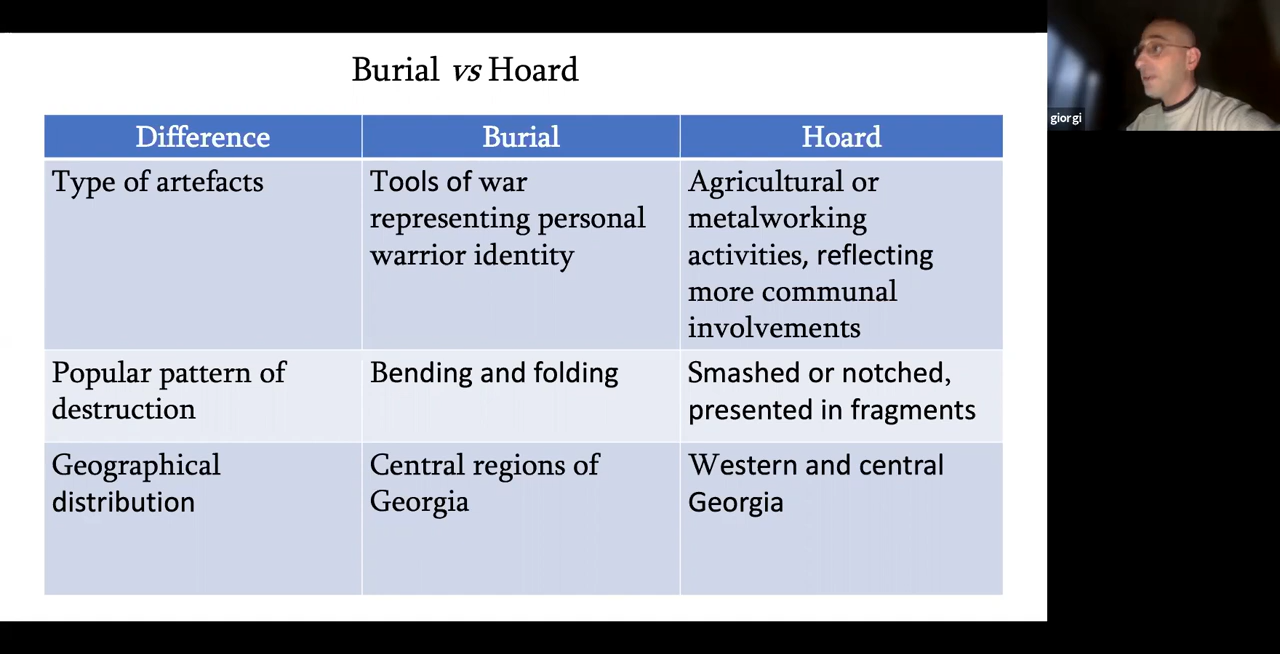 Burial vs Hoard
Difference
Burial
Hoard
Type of artefacts
Tools of war
representing personal
warrior identity
Agricultural or
metalworking
activities, reflecting
more communal
involvements
Popular pattern of
destruction
Bending and folding
Smashed or notched,
presented in fragments
Geographical
distribution
Central regions of
Georgia
Western and central
Georgia
giorgi